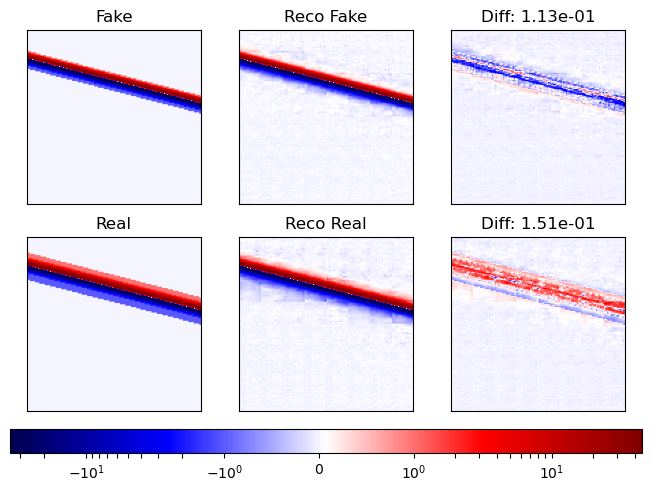 Fake Reco Fake Diff: 1.13e-01
Real Reco Real Diff: 1.51e-01
−10¹ −10⁰ 0 10⁰ 10¹